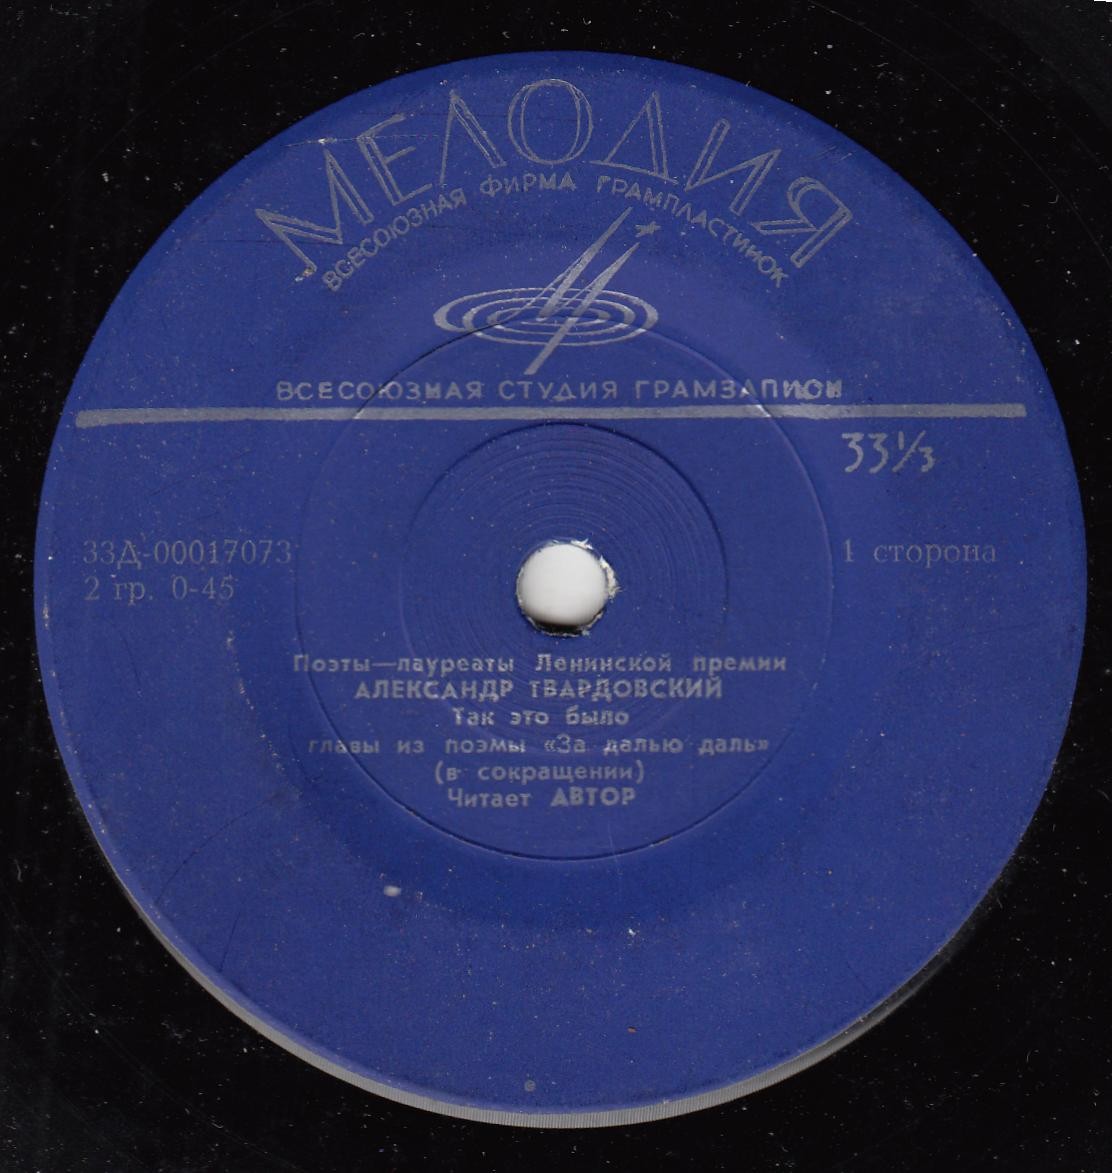 МЕЛОДИЯ
ВСЕСОЮЗНАЯ ФИРМА ГРАМПЛАСТИНОК
ВСЕСОЮЗНАЯ СТУДИЯ ГРАМЗАПИСИ
33⅓
33Д-00017073
2 гр. 0-45
1 сторона
Поэты—лауреаты Ленинской премии
АЛЕКСАНДР ТВАРДОВСКИЙ
Так это было
главы из поэмы «За далью даль»
(в сокращении)
Читает АВТОР